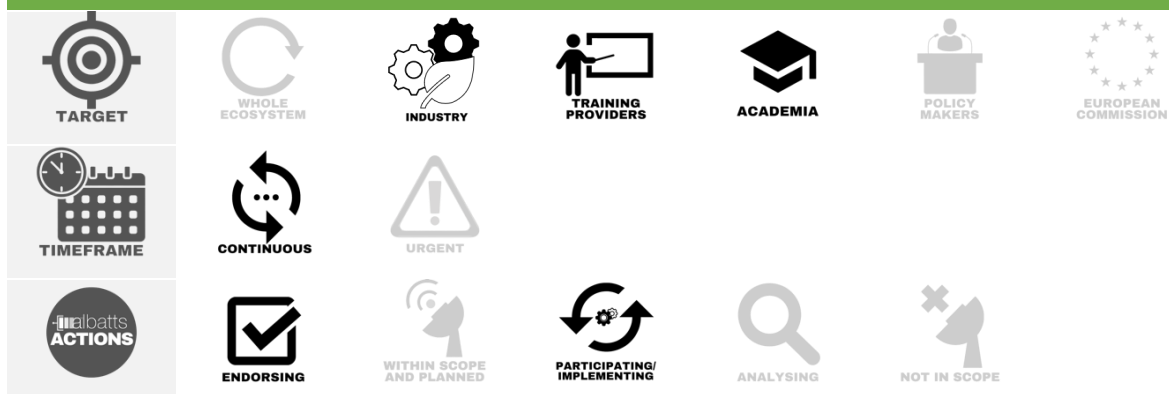 TARGET
WHOLE
ECOSYSTEM
INDUSTRY
TRAINING
PROVIDERS
ACADEMIA
POLICY
MAKERS
EUROPEAN
COMMISSION
TIMEFRAME
CONTINUOUS
URGENT
albatts
ACTIONS
ENDORSING
WITHIN SCOPE
AND PLANNED
PARTICIPATING/
IMPLEMENTING
ANALYSING
NOT IN SCOPE